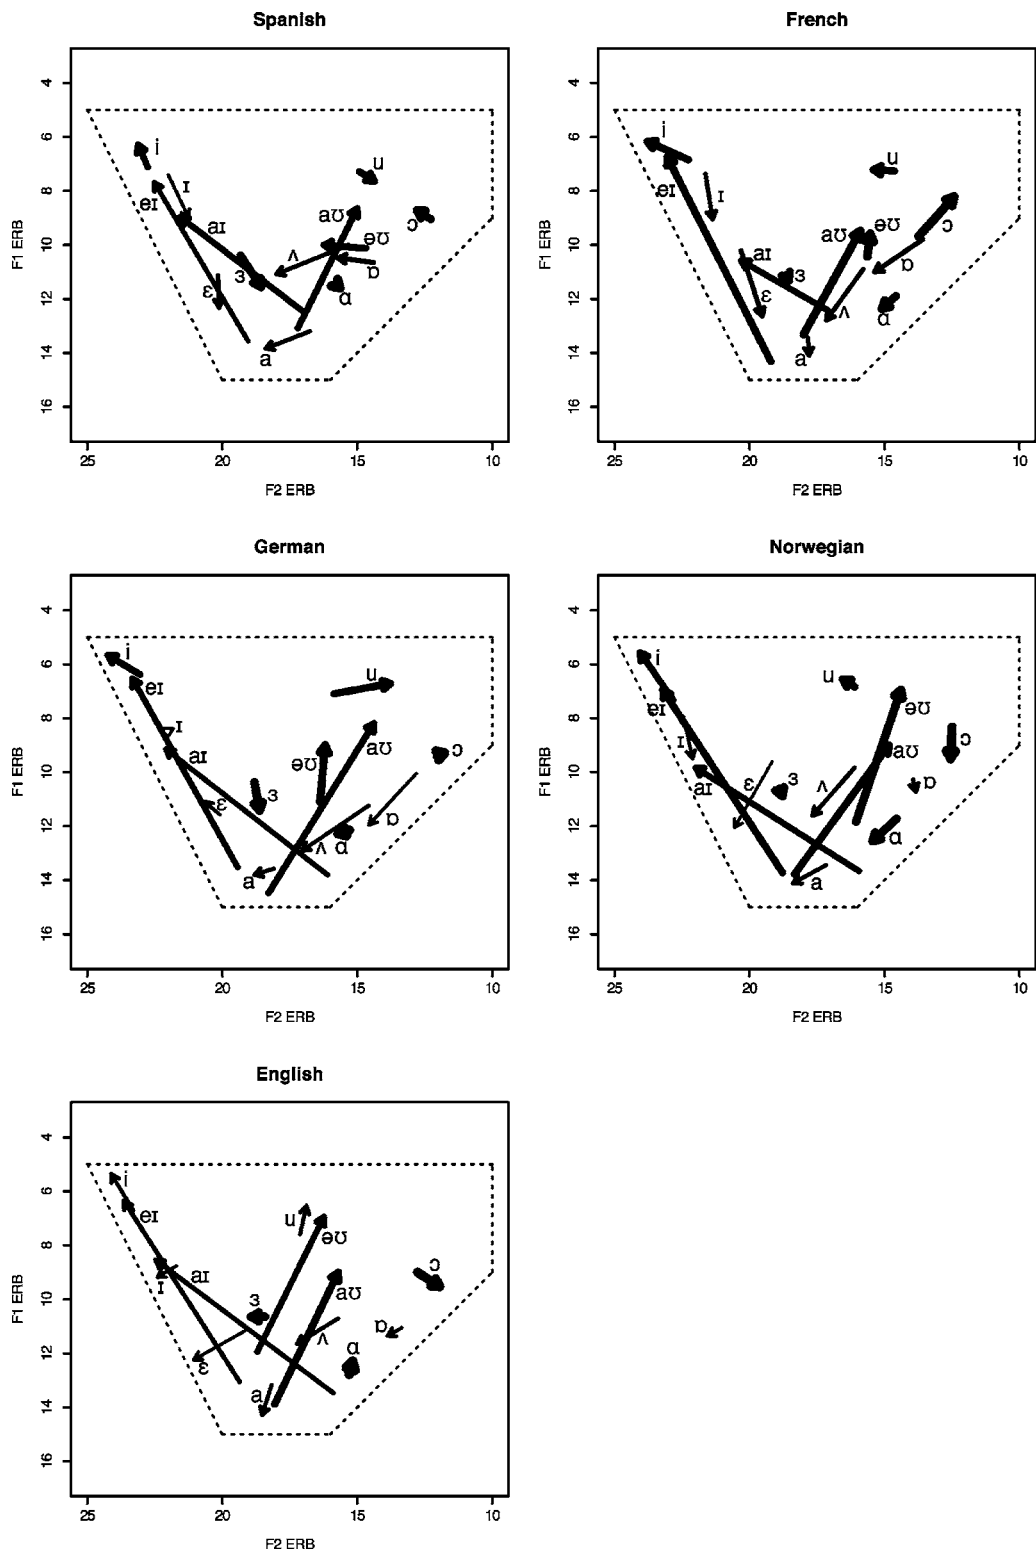 Spanish
4
6
8
10
12
14
16
F1 ERB
i
u
ɪ
eɪ
aɪ
aʊ
ɔ
əʊ
ʌ
ɒ
ɜ
ɛ
ɑ
a
25
20
15
10
F2 ERB
French
4
6
8
10
12
14
16
F1 ERB
i
u
eɪ
ɪ
aɪ
aʊ
əʊ
ɔ
ɒ
ɜ
ɛ
ʌ
ɑ
a
25
20
15
10
F2 ERB
German
4
6
8
10
12
14
16
F1 ERB
i
u
eɪ
ɪ
aɪ
əʊ
aʊ
ɔ
ɜ
ɛ
ɒ
ʌ
ɑ
a
25
20
15
10
F2 ERB
Norwegian
4
6
8
10
12
14
16
F1 ERB
i
u
eɪ
əʊ
ɪ
aʊ
ɔ
aɪ
ɛ
ɜ
ʌ
ɒ
ɑ
a
25
20
15
10
F2 ERB
English
4
6
8
10
12
14
16
F1 ERB
i
eɪ
u
əʊ
aɪ
ɪ
aʊ
ɔ
ɜ
ɒ
ʌ
ɛ
ɑ
a
25
20
15
10
F2 ERB